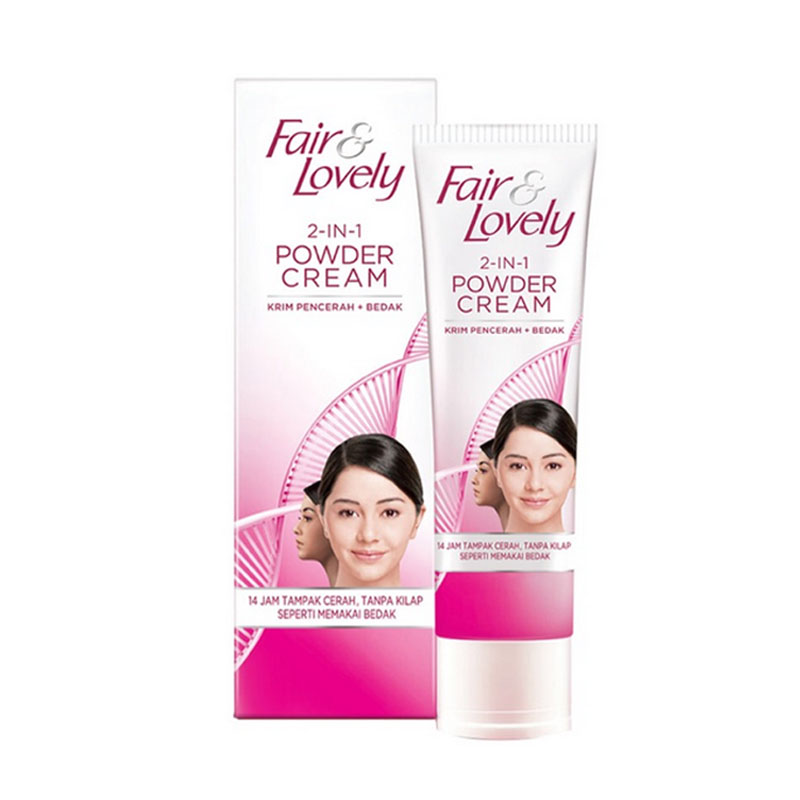 Fair &
Lovely
2-IN-1
POWDER
CREAM
KRIM PENCERAH + BEDAK
14 JAM TAMPAK CERAH, TANPA KILAP
SEPERTI MEMAKAI BEDAK
Fair &
Lovely
2-IN-1
POWDER
CREAM
KRIM PENCERAH + BEDAK
14 JAM TAMPAK CERAH, TANPA KILAP
SEPERTI MEMAKAI BEDAK